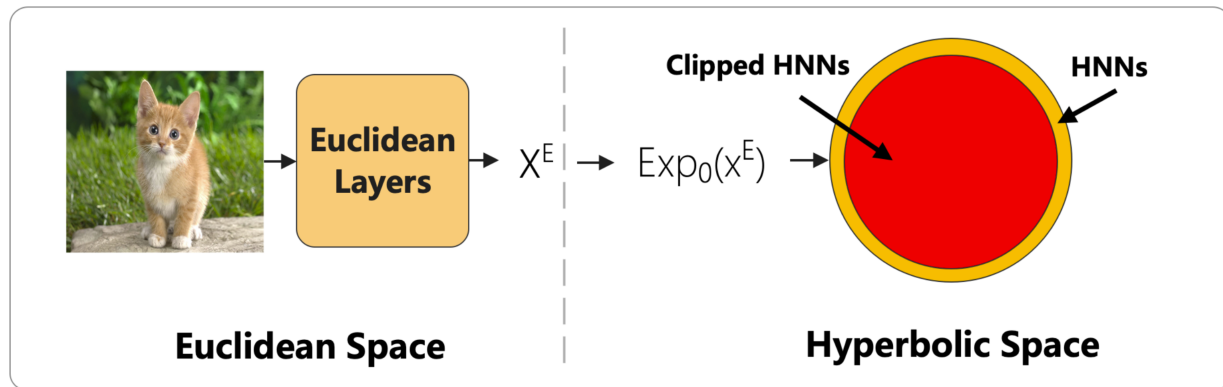 Euclidean
Layers
X^E
Exp₀(x^E)
Clipped HNNs
HNNs
Euclidean Space
Hyperbolic Space